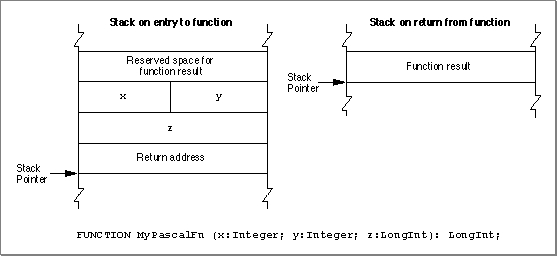 Stack on entry to function
Reserved space for
function result
x
y
z
Return address
Stack
Pointer
Stack on return from function
Function result
Stack
Pointer
FUNCTION MyPascalFn (x:Integer; y:Integer; z:LongInt): LongInt;